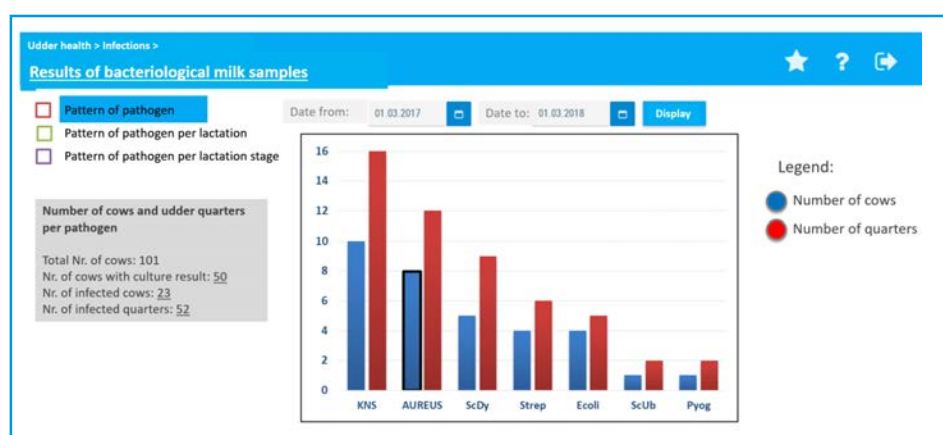 Udder health > Infections >
Results of bacteriological milk samples
?
Pattern of pathogen
Pattern of pathogen per lactation
Pattern of pathogen per lactation stage
Date from: 01.03.2017 Date to: 01.03.2018 Display
Number of cows and udder quarters
per pathogen
Total Nr. of cows: 101
Nr. of cows with culture result: 50
Nr. of infected cows: 23
Nr. of infected quarters: 52
16
14
12
10
8
6
4
2
0
KNS AUREUS ScDy Strep Ecoli ScUb Pyog
Legend:
Number of cows
Number of quarters